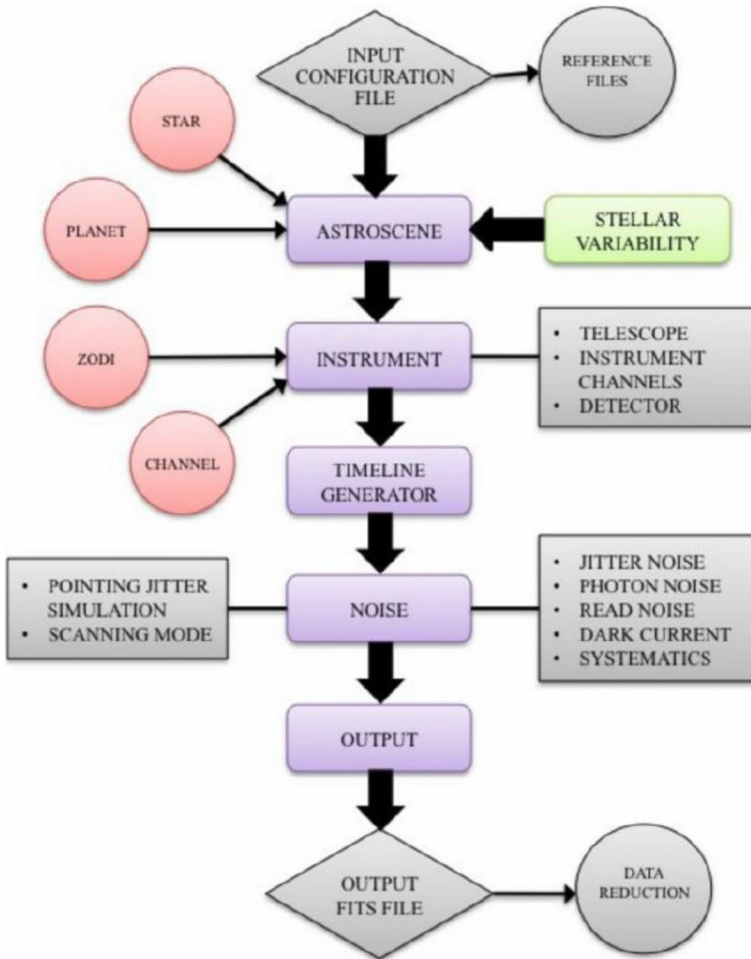 INPUT
CONFIGURATION
FILE
REFERENCE
FILES
STAR
PLANET
ASTROSCENE
STELLAR
VARIABILITY
ZODI
INSTRUMENT
• TELESCOPE
• INSTRUMENT
CHANNELS
• DETECTOR
CHANNEL
TIMELINE
GENERATOR
• POINTING JITTER
SIMULATION
• SCANNING MODE
NOISE
• JITTER NOISE
• PHOTON NOISE
• READ NOISE
• DARK CURRENT
• SYSTEMATICS
OUTPUT
OUTPUT
FITS FILE
DATA
REDUCTION